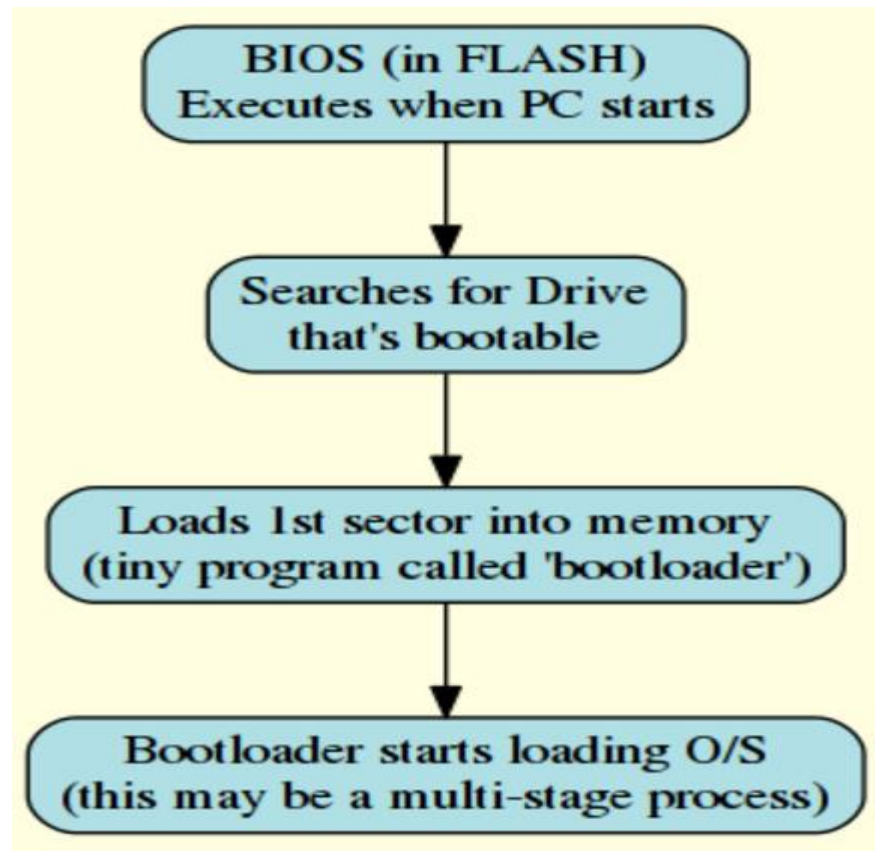 BIOS (in FLASH)
Executes when PC starts
Searches for Drive
that's bootable
Loads 1st sector into memory
(tiny program called 'bootloader')
Bootloader starts loading O/S
(this may be a multi-stage process)